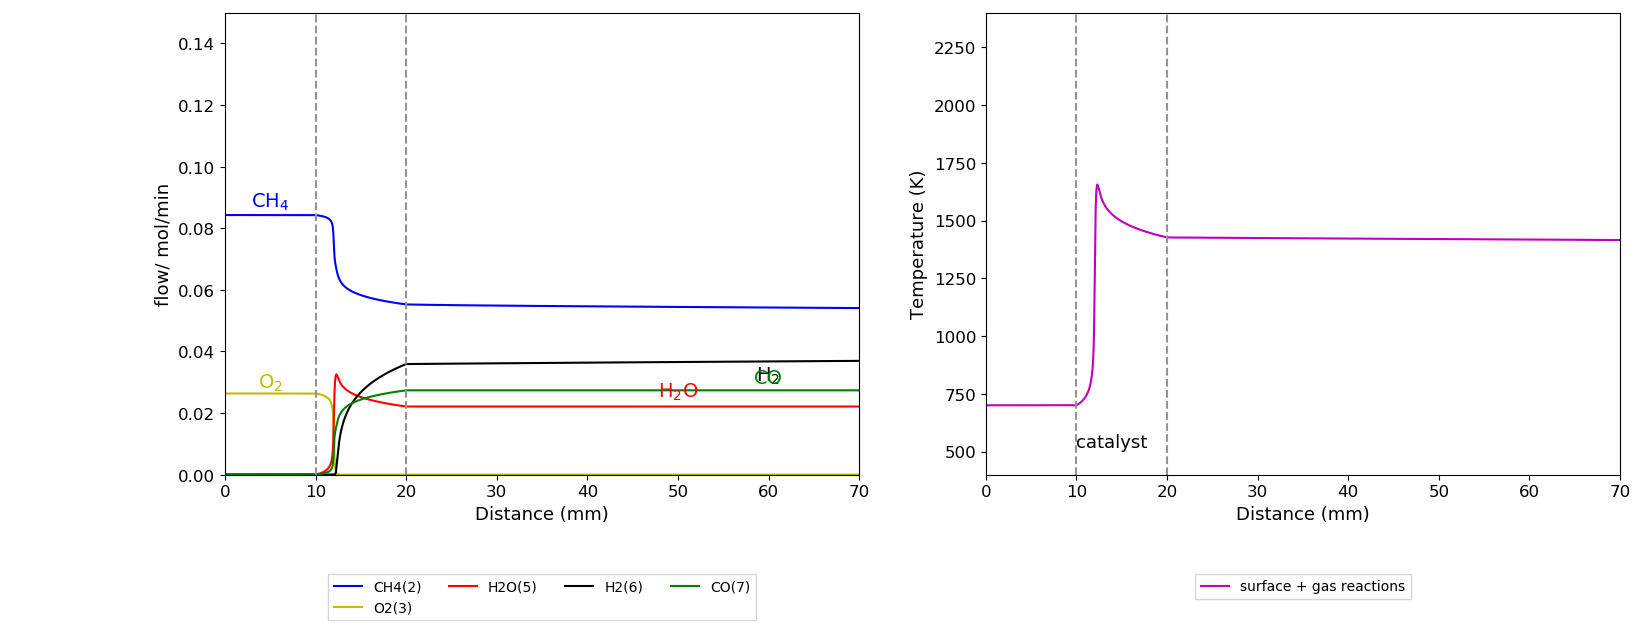 flow/ mol/min
0.14
0.12
0.10
0.08
0.06
0.04
0.02
0.00
CH4
O2
H2
CO
H2O
0 10 20 30 40 50 60 70
Distance (mm)
CH4(2) H2O(5) H2(6) CO(7)
O2(3)
Temperature (K)
2250
2000
1750
1500
1250
1000
750
500
catalyst
0 10 20 30 40 50 60 70
Distance (mm)
surface + gas reactions